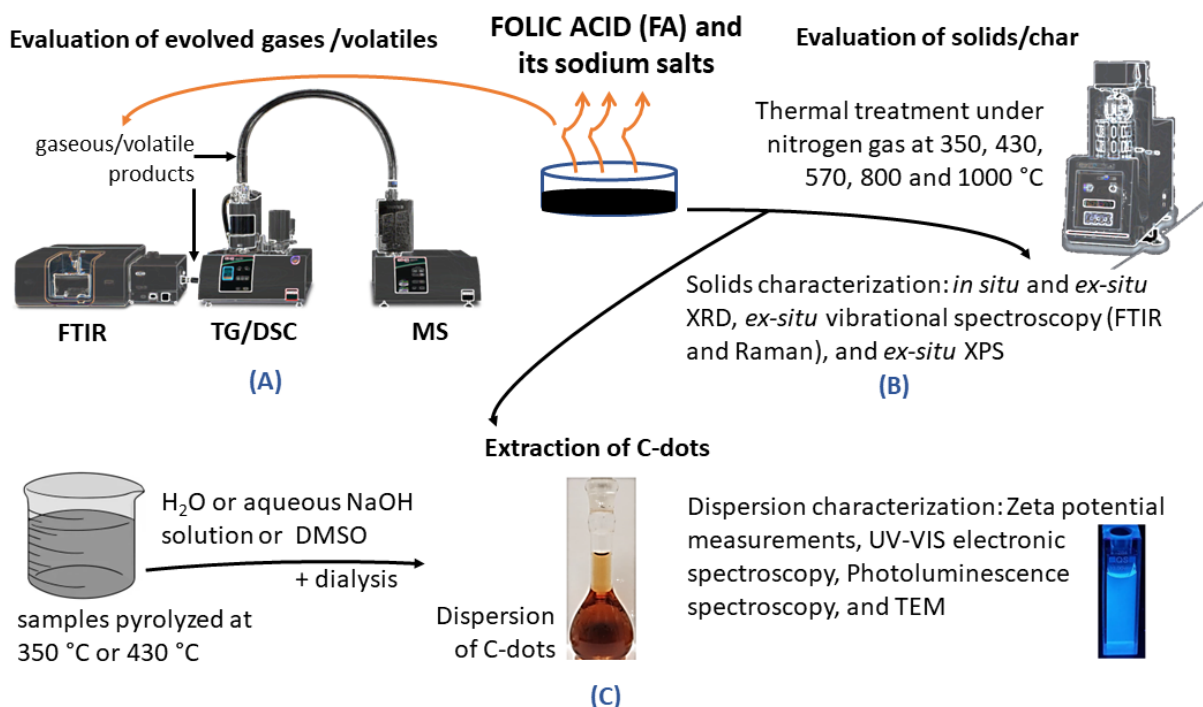 Evaluation of evolved gases /volatiles
FOLIC ACID (FA) and
its sodium salts
Evaluation of solids/char
gaseous/volatile
products
Thermal treatment under
nitrogen gas at 350, 430,
570, 800 and 1000 °C
FTIR
TG/DSC
MS
(A)
Solids characterization: in situ and ex-situ
XRD, ex-situ vibrational spectroscopy (FTIR
and Raman), and ex-situ XPS
(B)
Extraction of C-dots
H₂O or aqueous NaOH
solution or DMSO
+ dialysis
samples pyrolyzed at
350 °C or 430 °C
Dispersion
of C-dots
Dispersion characterization: Zeta potential
measurements, UV-VIS electronic
spectroscopy, Photoluminescence
spectroscopy, and TEM
(C)